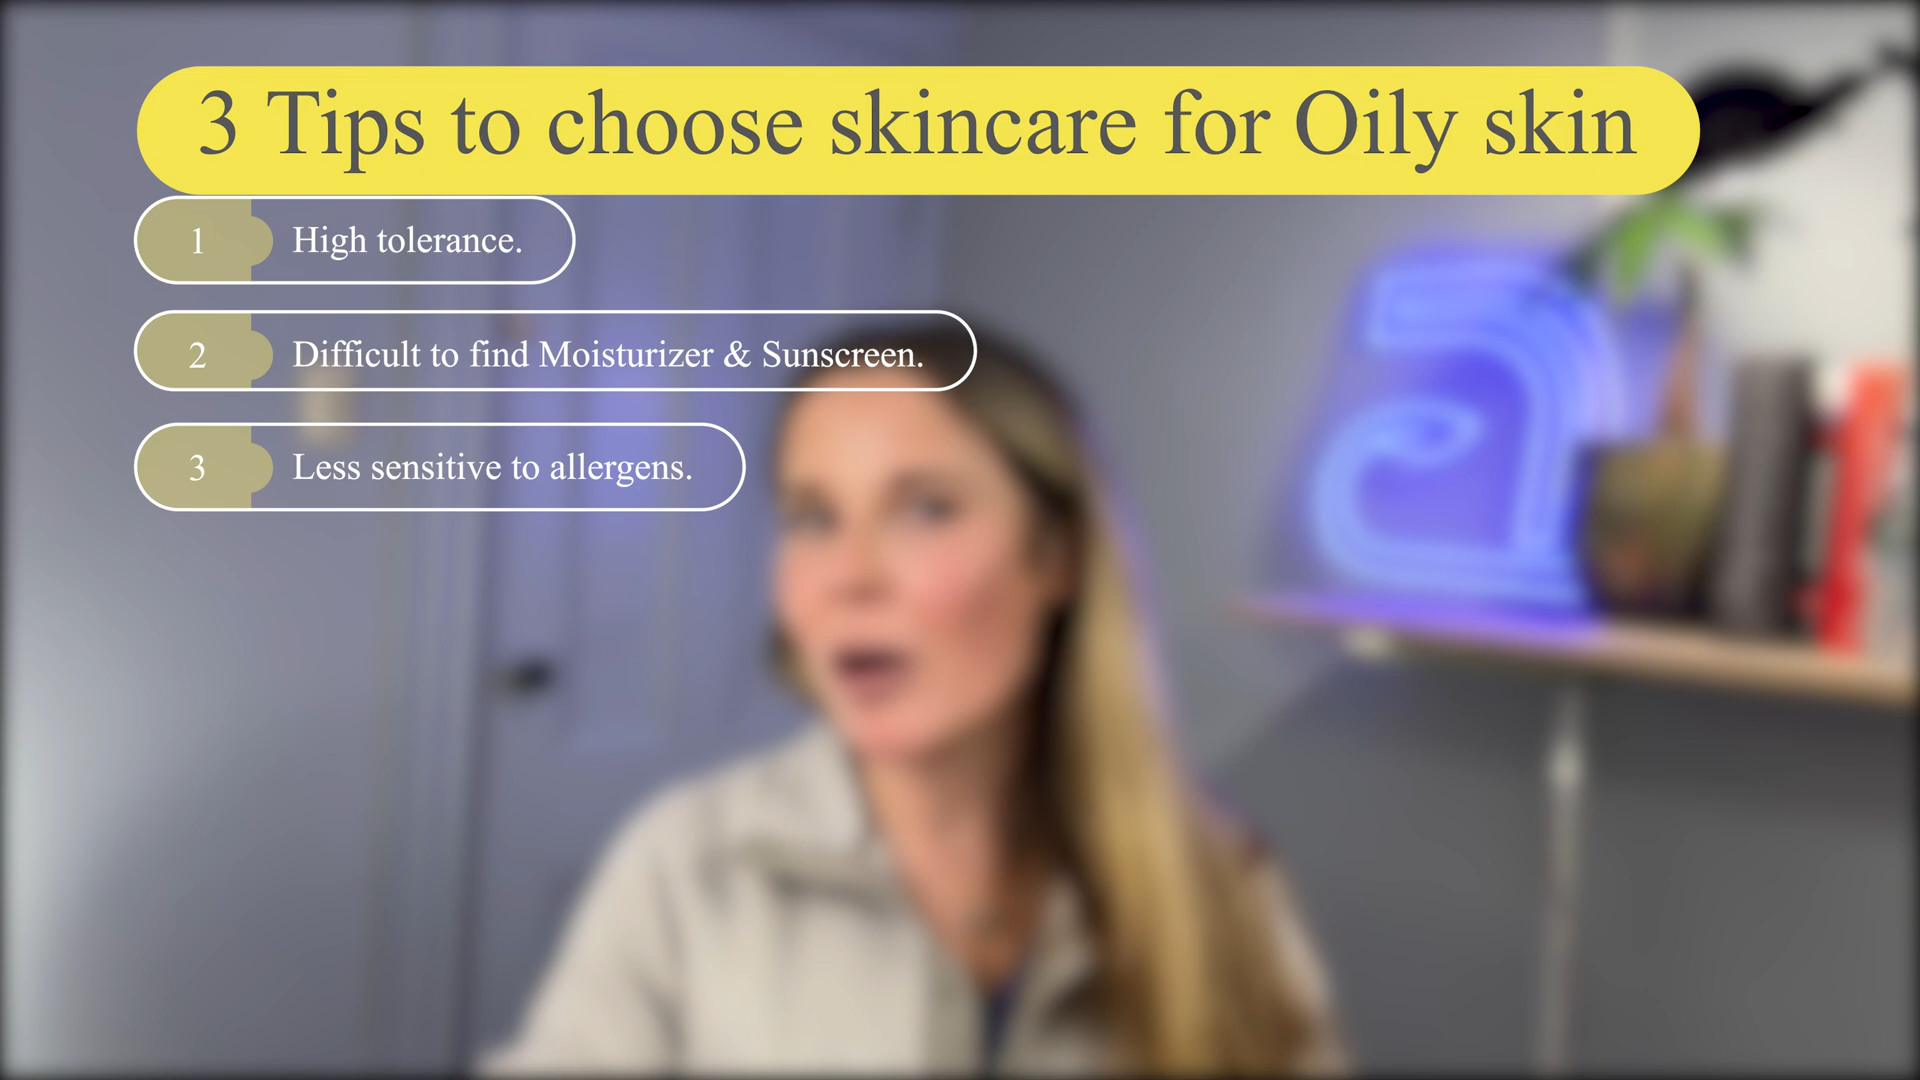 3 Tips to choose skincare for Oily skin
1 High tolerance.
2 Difficult to find Moisturizer & Sunscreen.
3 Less sensitive to allergens.
a